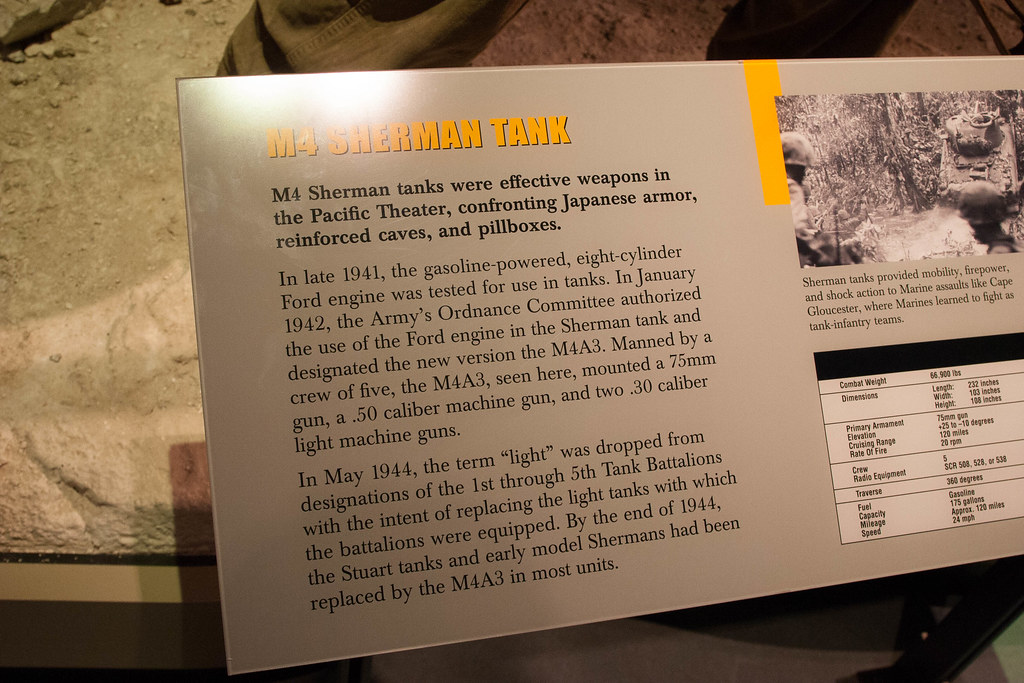 M4 SHERMAN TANK
M4 Sherman tanks were effective weapons in
the Pacific Theater, confronting Japanese armor,
reinforced caves, and pillboxes.
In late 1941, the gasoline-powered, eight-cylinder
Ford engine was tested for use in tanks. In January
1942, the Army's Ordnance Committee authorized
the use of the Ford engine in the Sherman tank and
designated the new version the M4A3. Manned by a
crew of five, the M4A3, seen here, mounted a 75mm
gun, a .50 caliber machine gun, and two .30 caliber
light machine guns.
In May 1944, the term “light” was dropped from
designations of the 1st through 5th Tank Battalions
with the intent of replacing the light tanks with which
the battalions were equipped. By the end of 1944,
the Stuart tanks and early model Shermans had been
replaced by the M4A3 in most units.
Sherman tanks provided mobility, firepower,
and shock action to Marine assaults like Cape
Gloucester, where Marines learned to fight as
tank-infantry teams.
Combat Weight 66,900 lbs
Dimensions Length: 232 inches
Width: 103 inches
Height: 108 inches
Primary Armament 75mm gun
Elevation +25 to -10 degrees
Cruising Range 120 miles
Rate Of Fire 20 rpm
Crew 5
Radio Equipment SCR 508, 528, or 538
Traverse 360 degrees
Fuel Gasoline
Capacity 175 gallons
Mileage Approx. 120 miles
Speed 24 mph